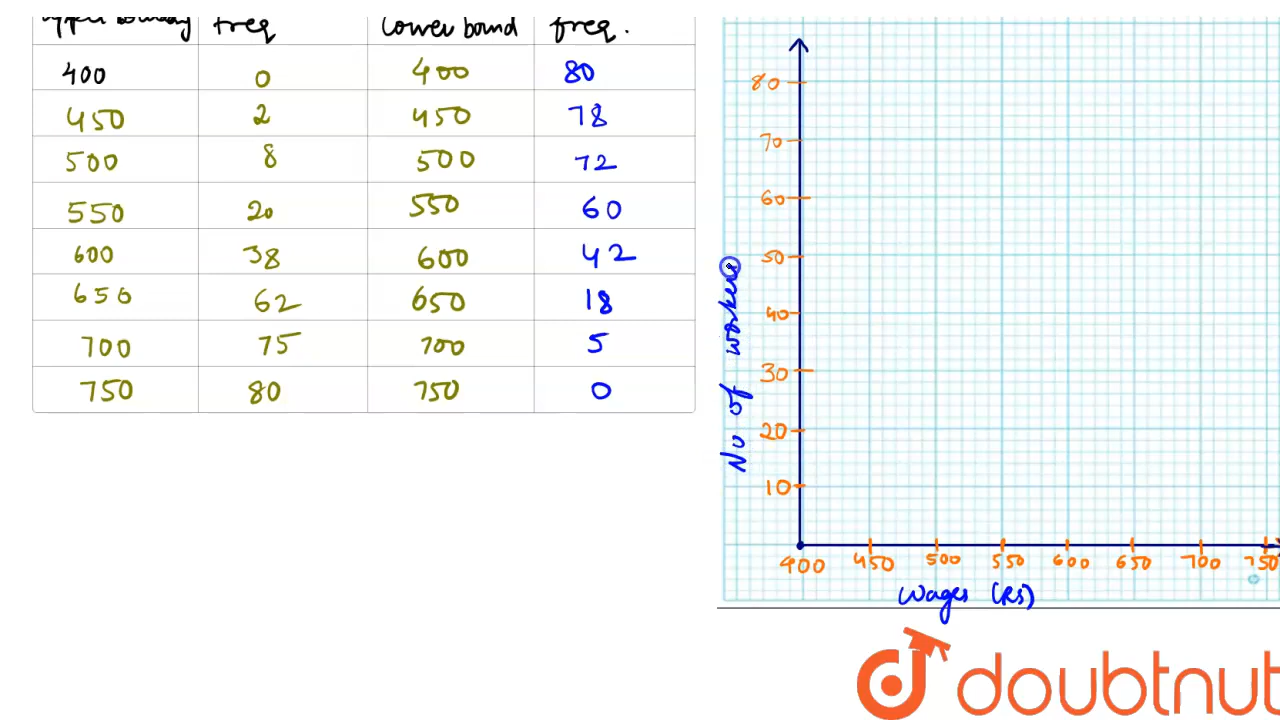 upper boundary freq lower bound freq.
400 0 400 80
450 2 450 78
500 8 500 72
550 20 550 60
600 38 600 42
650 62 650 18
700 75 700 5
750 80 750 0
80
70
60
50
40
30
20
10
No of workers
400 450 500 550 600 650 700 750
Wages (Rs)
doubtnut